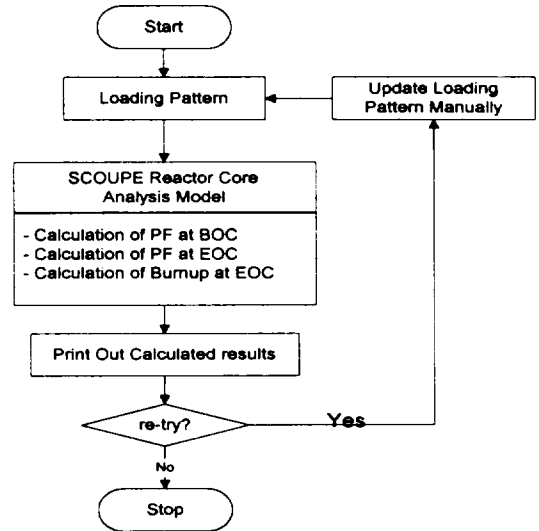 Start
Loading Pattern
Update Loading
Pattern Manually
SCOUPE Reactor Core
Analysis Model
- Calculation of PF at BOC
- Calculation of PF at EOC
- Calculation of Burnup at EOC
Print Out Calculated results
re-try?
Yes
No
Stop